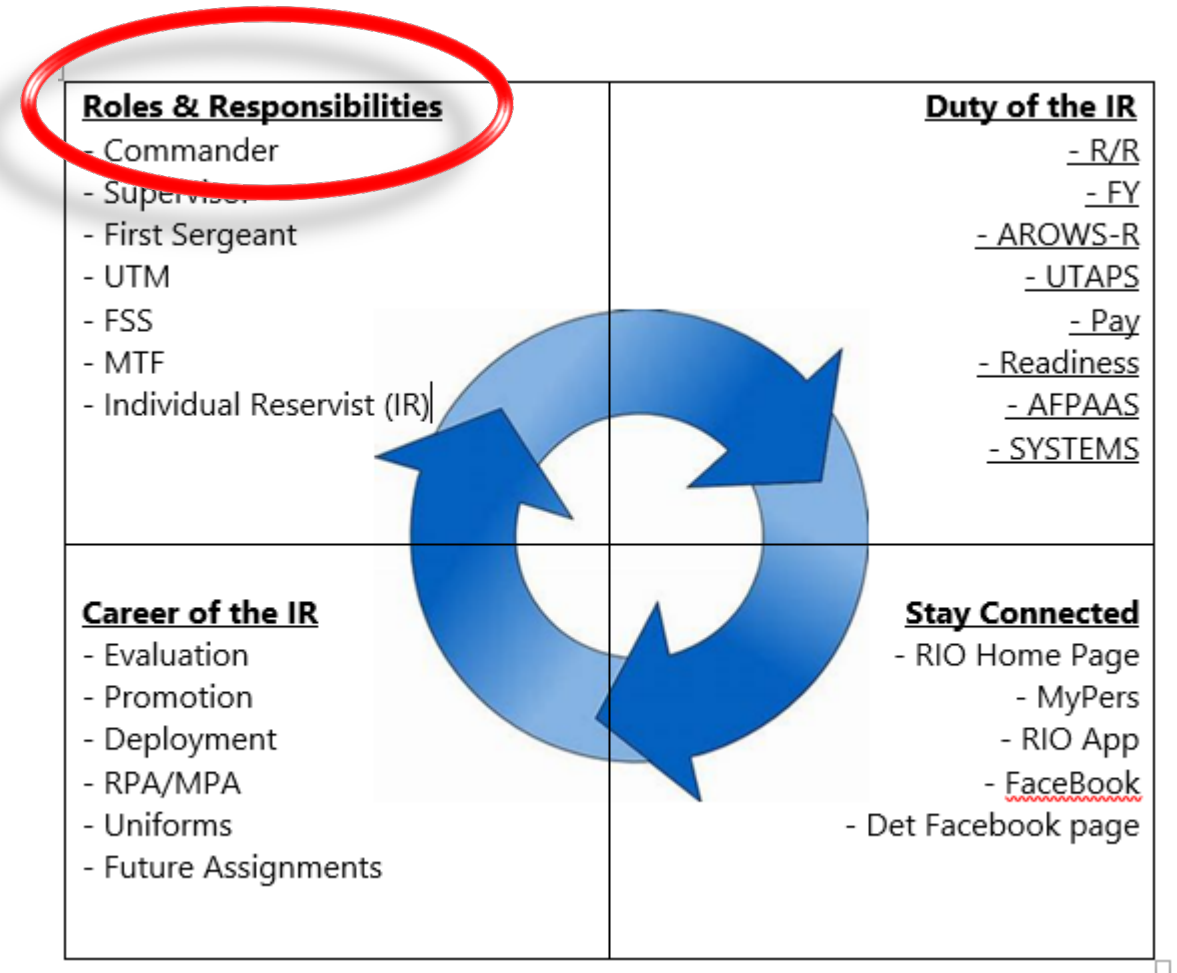 Roles & Responsibilities
- Commander
- Supervisor
- First Sergeant
- UTM
- FSS
- MTF
- Individual Reservist (IR)
Duty of the IR
- R/R
- FY
- AROWS-R
- UTAPS
- Pay
- Readiness
- AFPAAS
- SYSTEMS
Career of the IR
- Evaluation
- Promotion
- Deployment
- RPA/MPA
- Uniforms
- Future Assignments
Stay Connected
- RIO Home Page
- MyPers
- RIO App
- FaceBook
- Det Facebook page